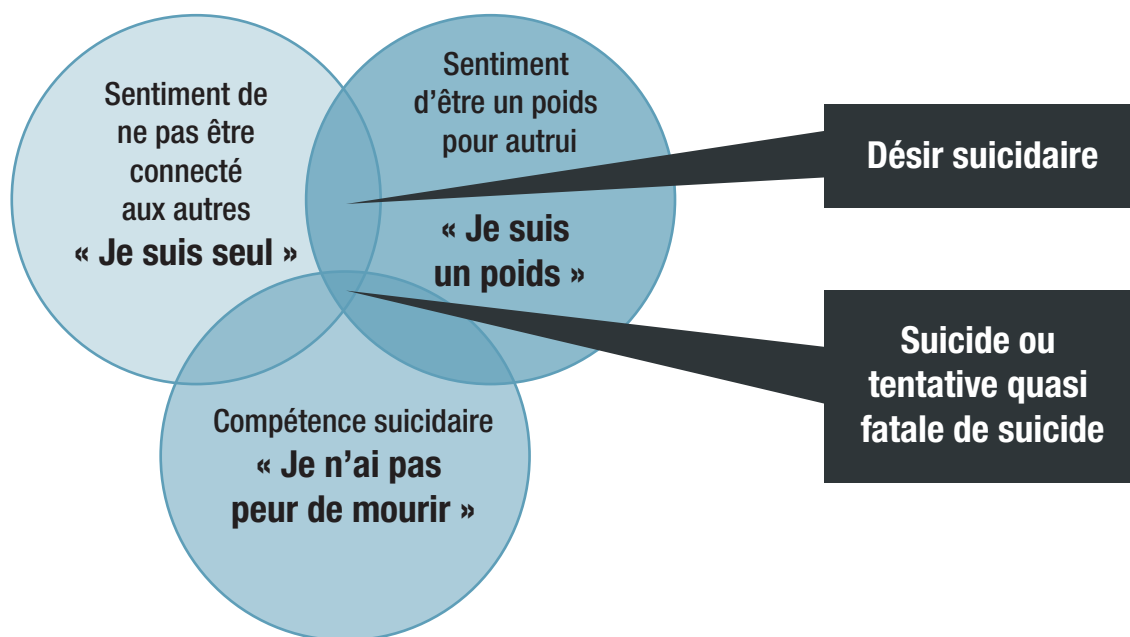 Sentiment de
ne pas être
connecté
aux autres
« Je suis seul »
Sentiment
d’être un poids
pour autrui
« Je suis
un poids »
Désir suicidaire
Suicide ou
tentative quasi
fatale de suicide
Compétence suicidaire
« Je n’ai pas
peur de mourir »